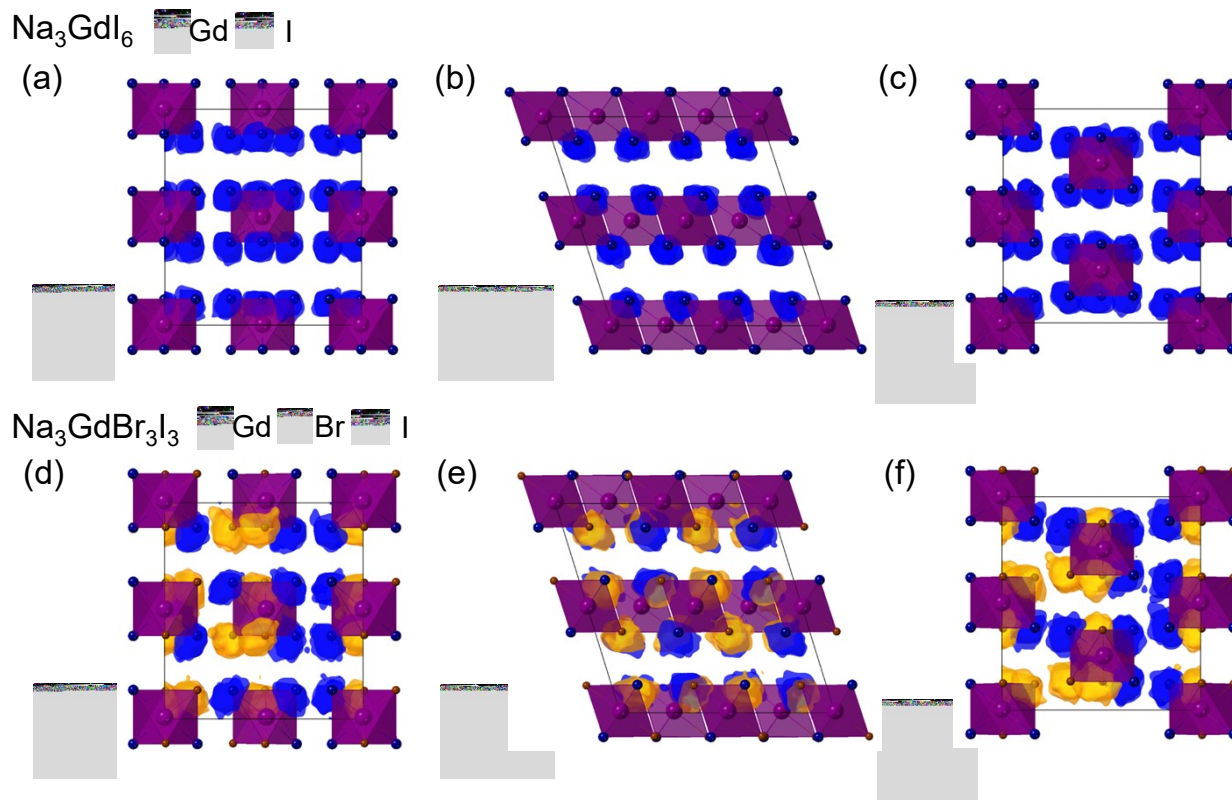 Na₃GdI₆ Gd I
(a) (b) (c)
Na₃GdBr₃I₃ Gd Br I
(d) (e) (f)